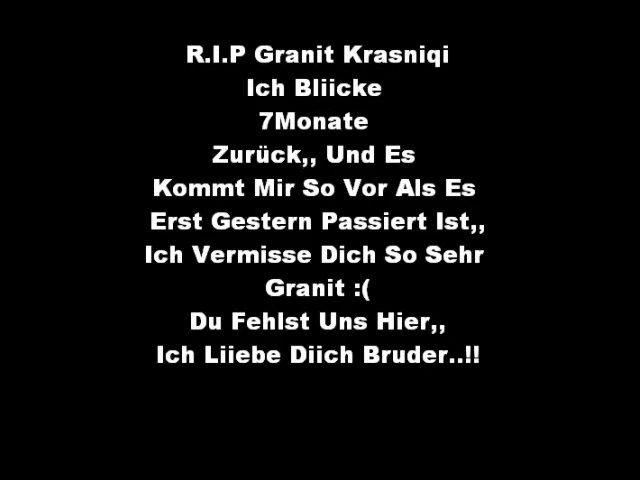 R.I.P Granit Krasniqi
Ich Bliicke
7Monate
Zurück,, Und Es
Kommt Mir So Vor Als Es
Erst Gestern Passiert Ist,,
Ich Vermisse Dich So Sehr
Granit :(
Du Fehlst Uns Hier,,
Ich Liiebe Diich Bruder..!!